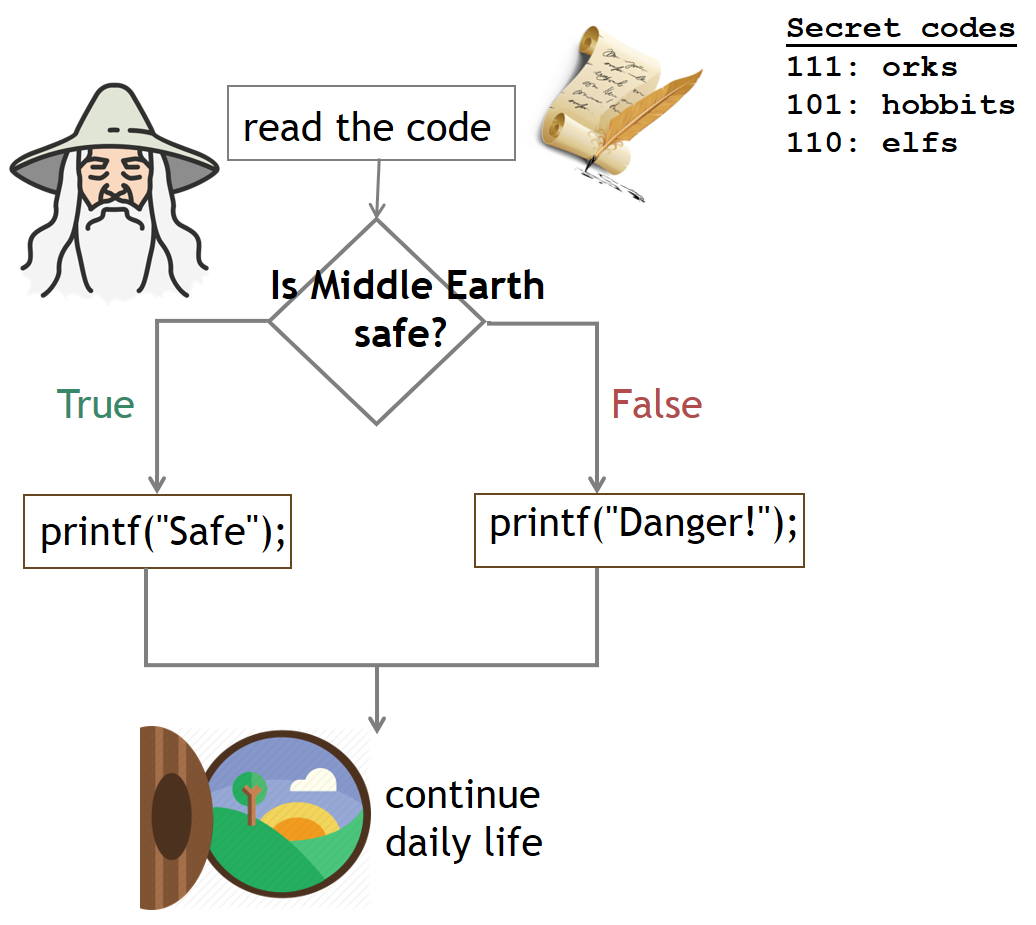 Secret codes
111: orks
101: hobbits
110: elfs
read the code
Is Middle Earth
safe?
True
False
printf("Safe");
printf("Danger!");
continue
daily life